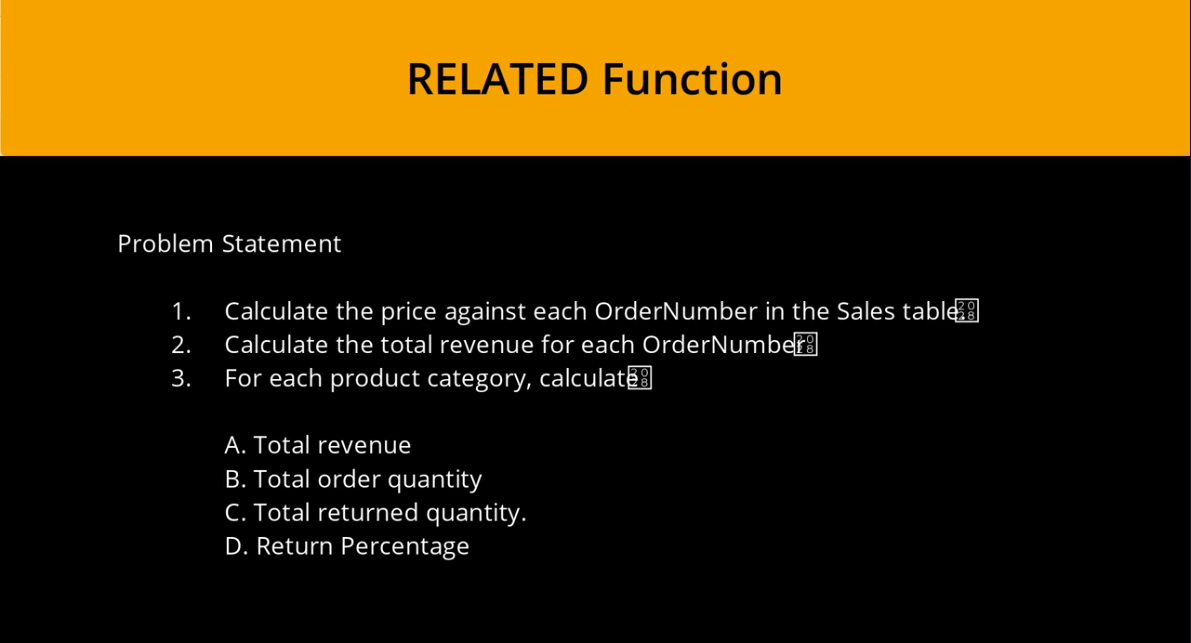 RELATED Function
Problem Statement
1. Calculate the price against each OrderNumber in the Sales table.
2. Calculate the total revenue for each OrderNumber
3. For each product category, calculate
A. Total revenue
B. Total order quantity
C. Total returned quantity.
D. Return Percentage